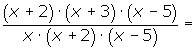 (x + 2) · (x + 3) · (x − 5)
x · (x + 2) · (x − 5)
=